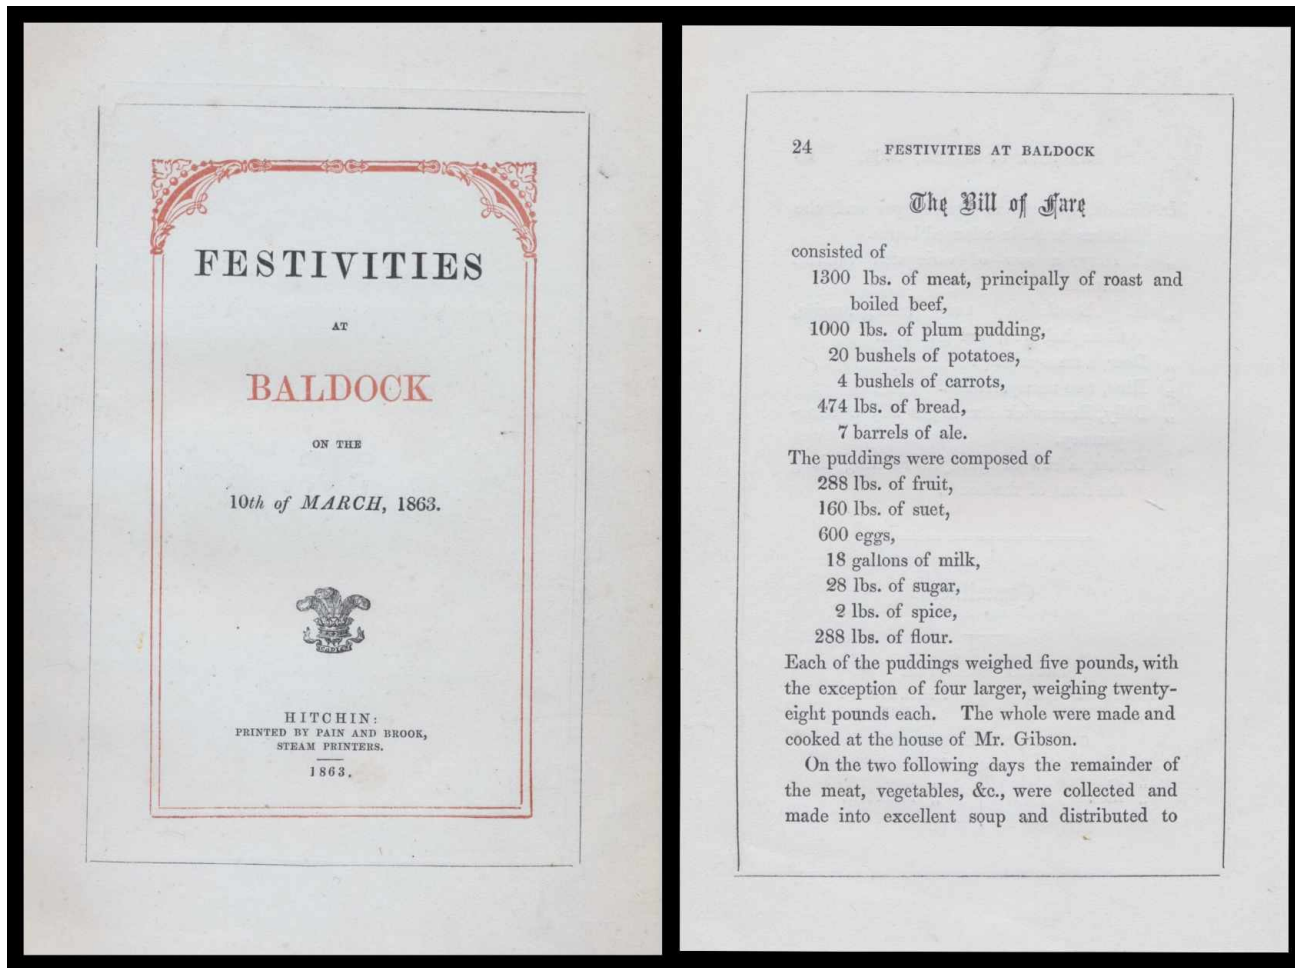 FESTIVITIES
AT
BALDOCK
ON THE
10th of MARCH, 1863.
HITCHIN:
PRINTED BY PAIN AND BROOK,
STEAM PRINTERS.
1863.
24 FESTIVITIES AT BALDOCK
The Bill of Fare
consisted of
1300 lbs. of meat, principally of roast and
boiled beef,
1000 lbs. of plum pudding,
20 bushels of potatoes,
4 bushels of carrots,
474 lbs. of bread,
7 barrels of ale.
The puddings were composed of
288 lbs. of fruit,
160 lbs. of suet,
600 eggs,
18 gallons of milk,
28 lbs. of sugar,
2 lbs. of spice,
288 lbs. of flour.
Each of the puddings weighed five pounds, with
the exception of four larger, weighing twenty-
eight pounds each. The whole were made and
cooked at the house of Mr. Gibson.
On the two following days the remainder of
the meat, vegetables, &c., were collected and
made into excellent soup and distributed to